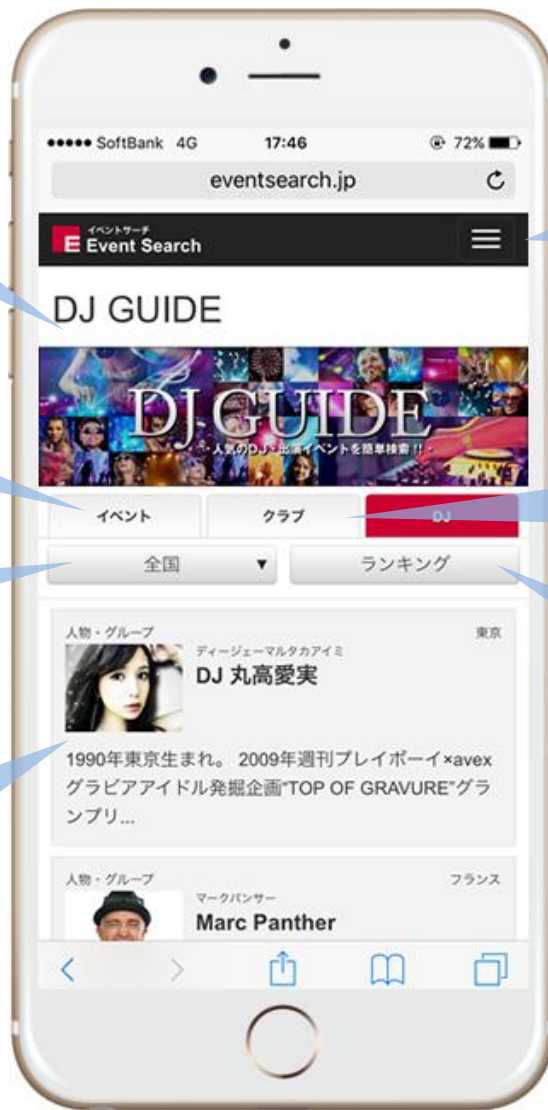 SoftBank 4G 17:46 72%
eventsearch.jp
イベントサーチ
E Event Search
DJ GUIDE
DJ GUIDE
・人気のDJ・出演イベントを簡単検索!!・
イベント クラブ DJ
全国 ▼ ランキング
人物・グループ 東京
ディージェーマルタカアイミ
DJ 丸高愛実
1990年東京生まれ。 2009年週刊プレイボーイ×avex
グラビアアイドル発掘企画“TOP OF GRAVURE”グラ
ンプリ...
人物・グループ フランス
マークパンサー
Marc Panther